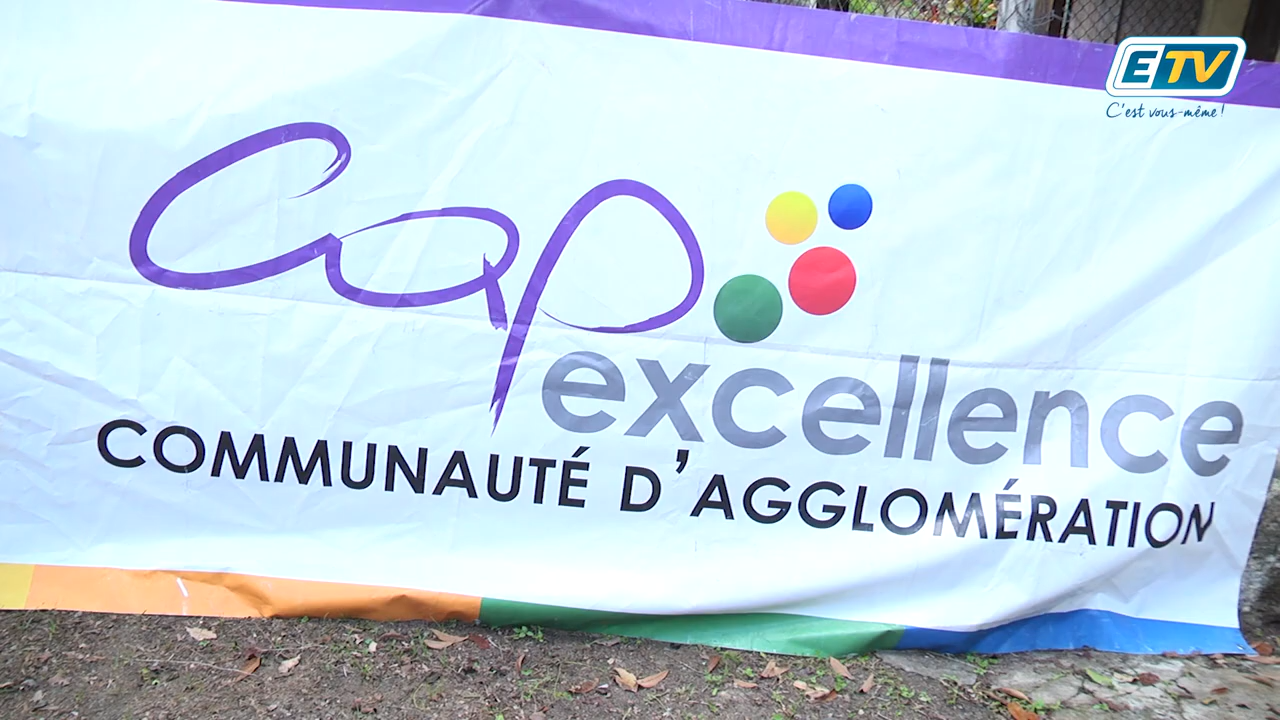 ETV
C'est vous-même !
cap
excellence
COMMUNAUTÉ D'AGGLOMÉRATION